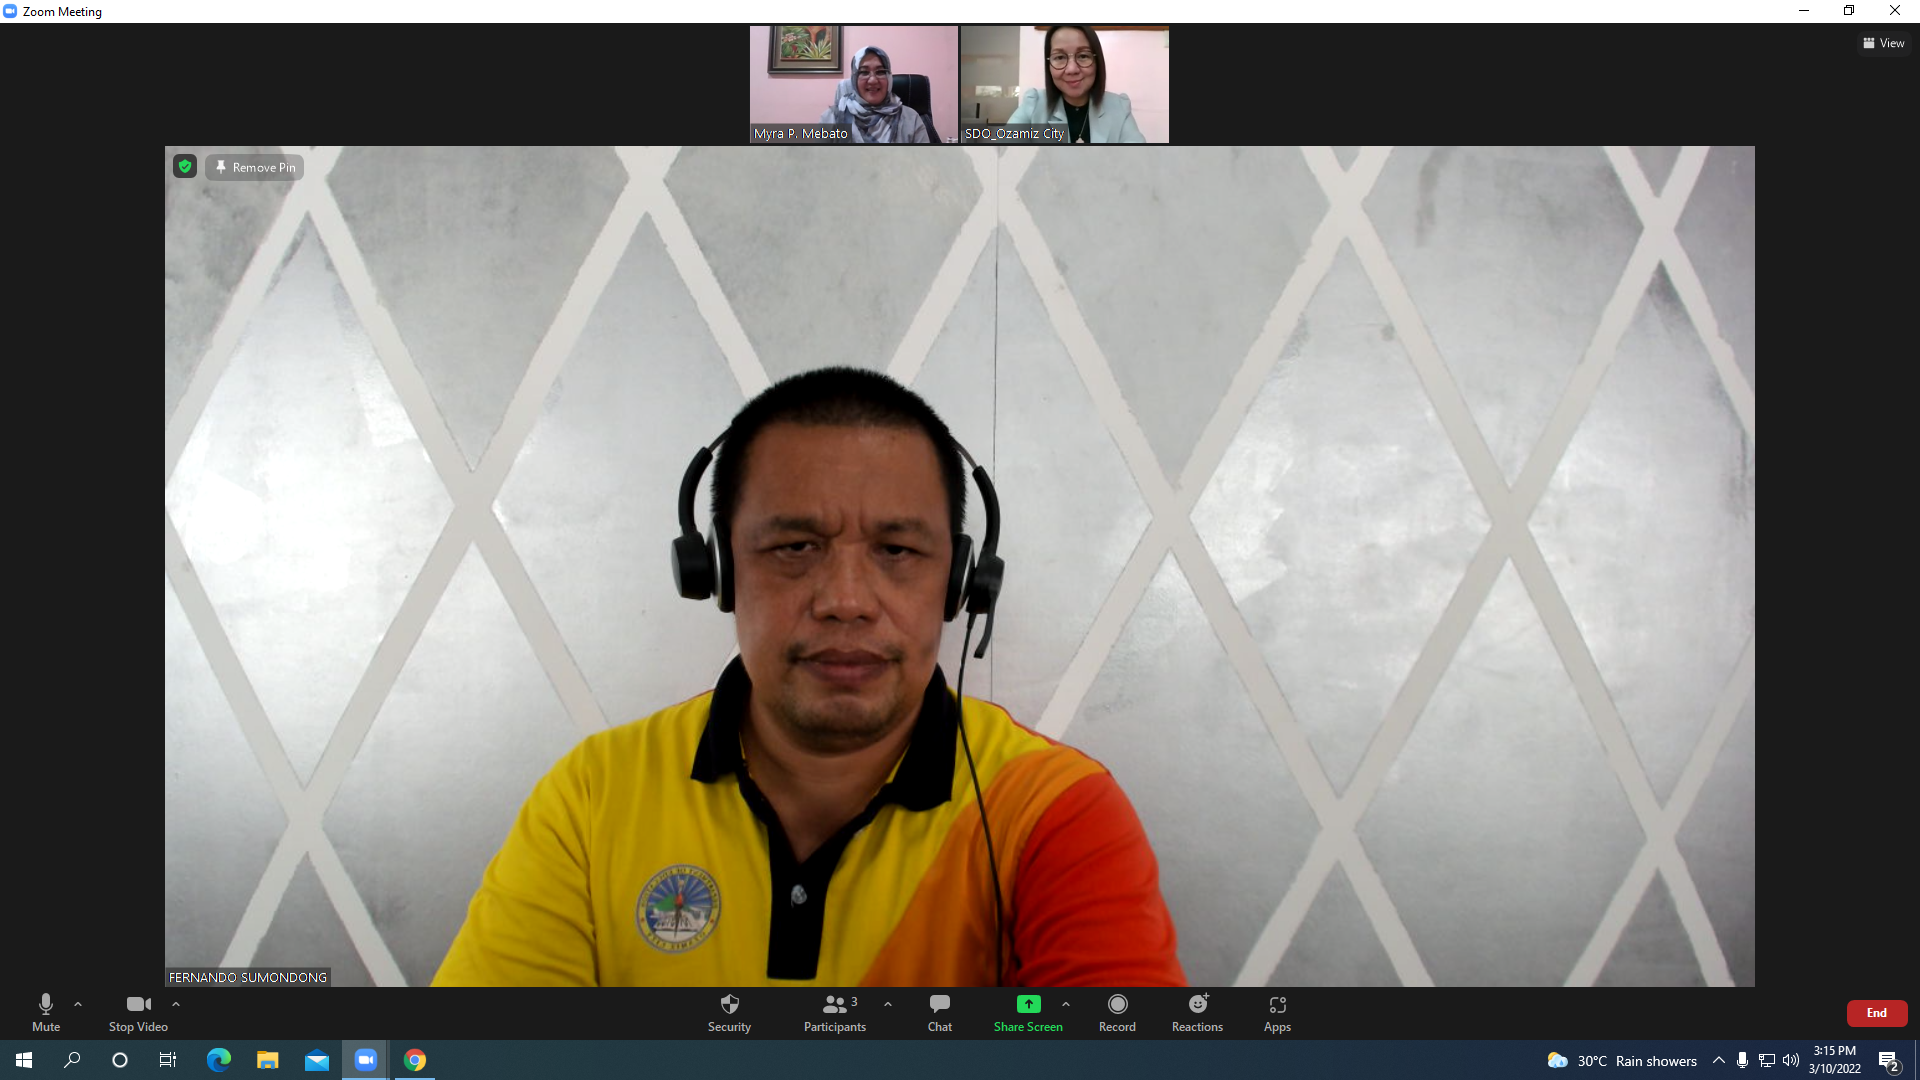 Zoom Meeting
View
Myra P. Mebato
SDO_Ozamiz City
Remove Pin
FERNANDO SUMONDONG
Mute
Stop Video
Security
Participants 3
Chat
Share Screen
Record
Reactions
Apps
End
30°C Rain showers
3:15 PM
3/10/2022
2